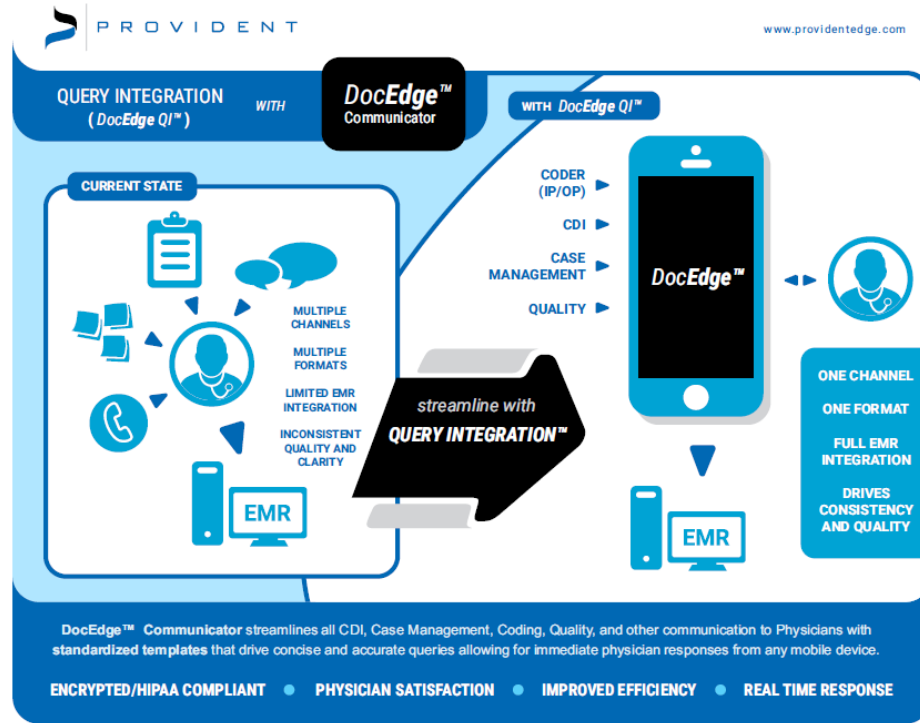 PROVIDENT
www.providentedge.com
QUERY INTEGRATION
( DocEdge QI™ )
WITH
DocEdge™
Communicator
WITH DocEdge QI™
CURRENT STATE
MULTIPLE
CHANNELS
MULTIPLE
FORMATS
LIMITED EMR
INTEGRATION
INCONSISTENT
QUALITY AND
CLARITY
EMR
streamline with
QUERY INTEGRATION™
CODER
(IP/OP)
CDI
CASE
MANAGEMENT
QUALITY
DocEdge™
EMR
ONE CHANNEL
ONE FORMAT
FULL EMR
INTEGRATION
DRIVES
CONSISTENCY
AND QUALITY
DocEdge™ Communicator streamlines all CDI, Case Management, Coding, Quality, and other communication to Physicians with
standardized templates that drive concise and accurate queries allowing for immediate physician responses from any mobile device.
ENCRYPTED/HIPAA COMPLIANT ● PHYSICIAN SATISFACTION ● IMPROVED EFFICIENCY ● REAL TIME RESPONSE